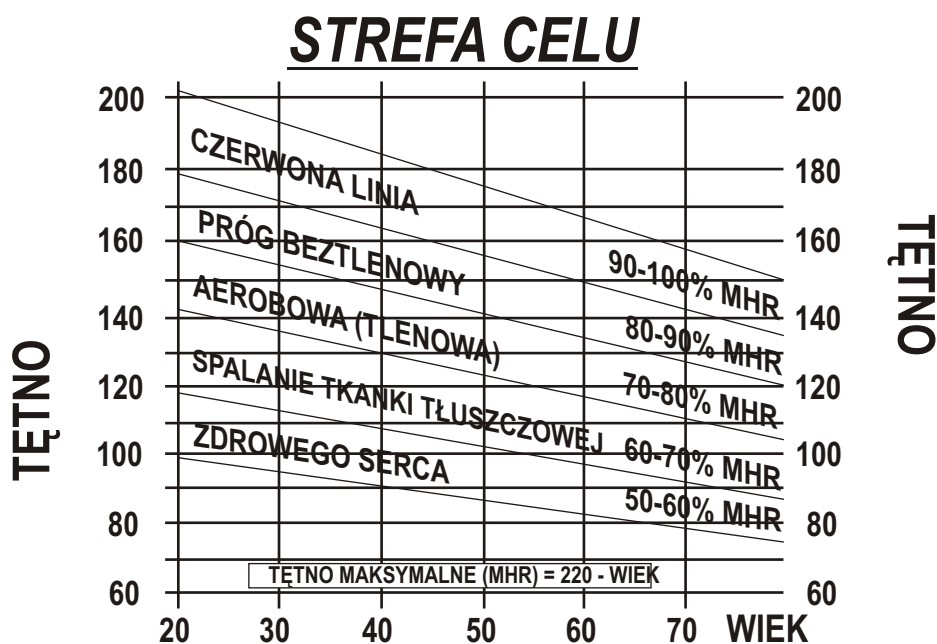 STREFA CELU
TĘTNO
200
180
160
140
120
100
80
60
CZERWONA LINIA
PRÓG BEZTLENOWY
AEROBOWA (TLENOWA)
SPALANIE TKANKI TŁUSZCZOWEJ
ZDROWEGO SERCA
90-100% MHR
80-90% MHR
70-80% MHR
60-70% MHR
50-60% MHR
TĘTNO MAKSYMALNE (MHR) = 220 - WIEK
200
180
160
140
120
100
80
60
TĘTNO
20 30 40 50 60 70 WIEK